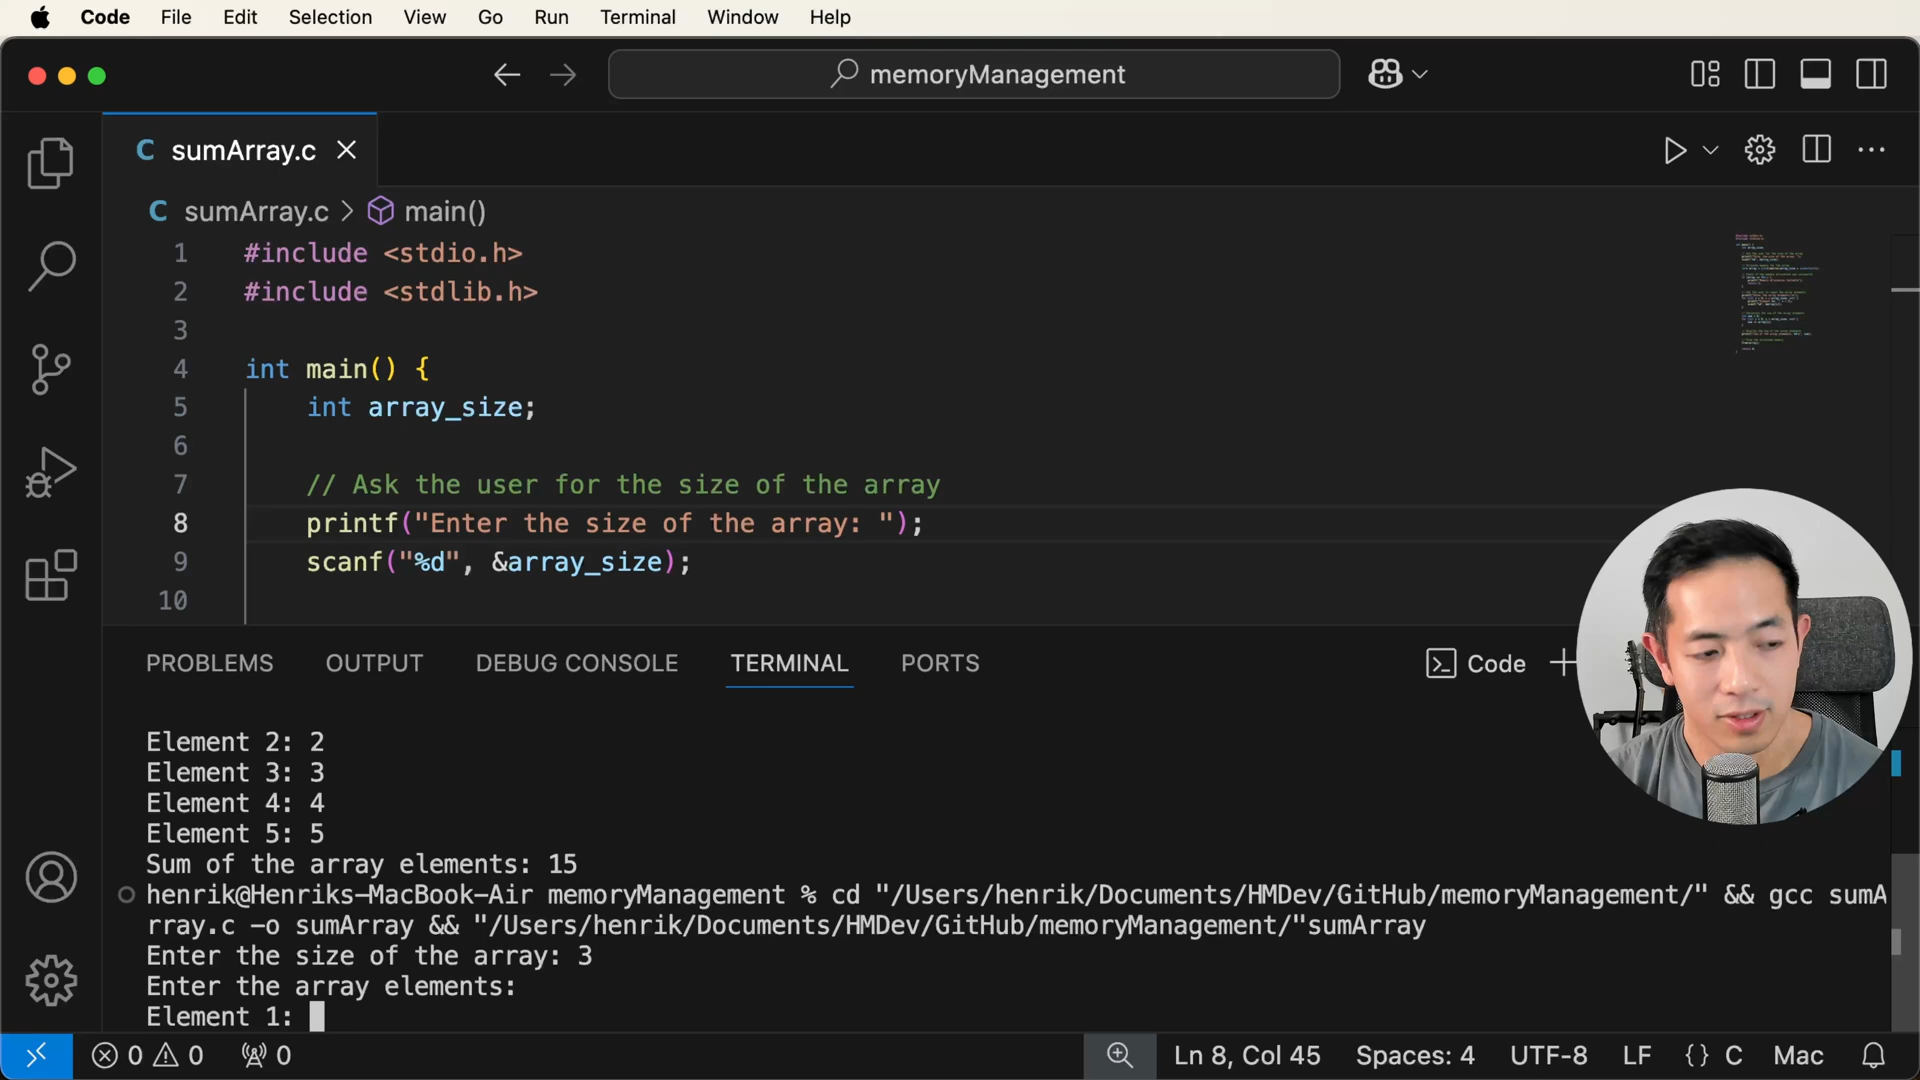 Code File Edit Selection View Go Run Terminal Window Help
memoryManagement
C sumArray.c
C sumArray.c > main()
1 #include <stdio.h>
2 #include <stdlib.h>
3
4 int main() {
5 int array_size;
6
7 // Ask the user for the size of the array
8 printf("Enter the size of the array: ");
9 scanf("%d", &array_size);
10
PROBLEMS OUTPUT DEBUG CONSOLE TERMINAL PORTS
Code
Element 2: 2
Element 3: 3
Element 4: 4
Element 5: 5
Sum of the array elements: 15
henrik@Henriks-MacBook-Air memoryManagement % cd "/Users/henrik/Documents/HMDev/GitHub/memoryManagement/" && gcc sumA
rray.c -o sumArray && "/Users/henrik/Documents/HMDev/GitHub/memoryManagement/"sumArray
Enter the size of the array: 3
Enter the array elements:
Element 1:
0 0 0 Ln 8, Col 45 Spaces: 4 UTF-8 LF {} C Mac